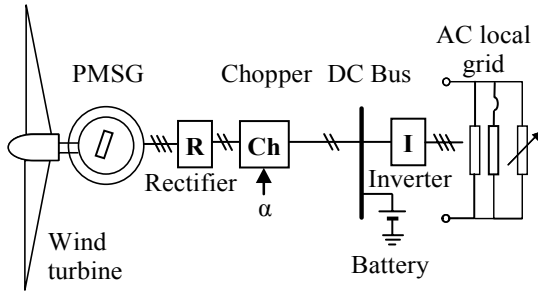 AC local
grid
PMSG
Chopper
DC Bus
R
Ch
I
Rectifier
Inverter
α
Wind
turbine
Battery